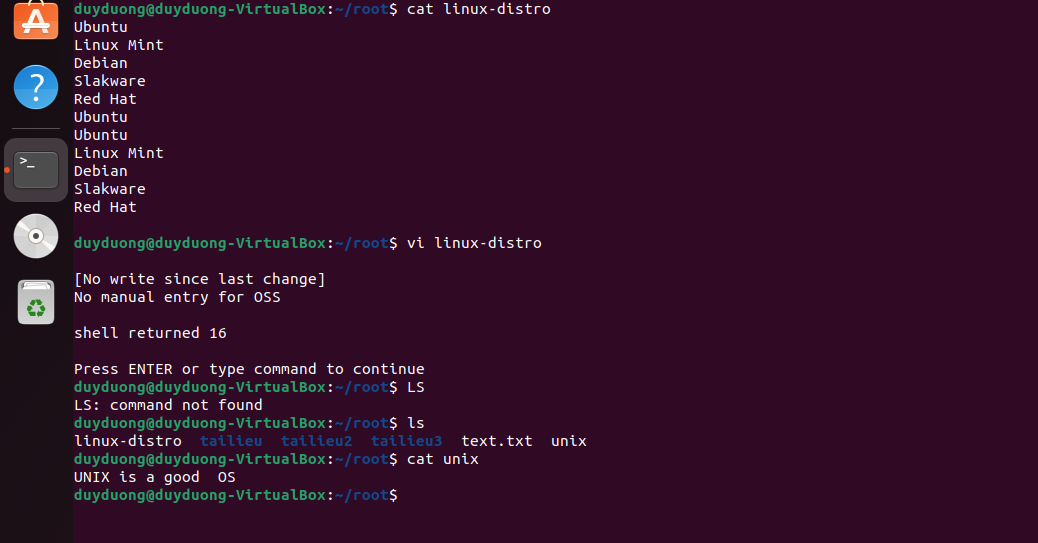 duyduong@duyduong-VirtualBox:~/root$ cat linux-distro
Ubuntu
Linux Mint
Debian
Slakware
Red Hat
Ubuntu
Ubuntu
Linux Mint
Debian
Slakware
Red Hat
duyduong@duyduong-VirtualBox:~/root$ vi linux-distro
[No write since last change]
No manual entry for OSS
shell returned 16
Press ENTER or type command to continue
duyduong@duyduong-VirtualBox:~/root$ LS
LS: command not found
duyduong@duyduong-VirtualBox:~/root$ ls
linux-distro  tailieu  tailieu2  tailieu3  text.txt  unix
duyduong@duyduong-VirtualBox:~/root$ cat unix
UNIX is a good  OS
duyduong@duyduong-VirtualBox:~/root$